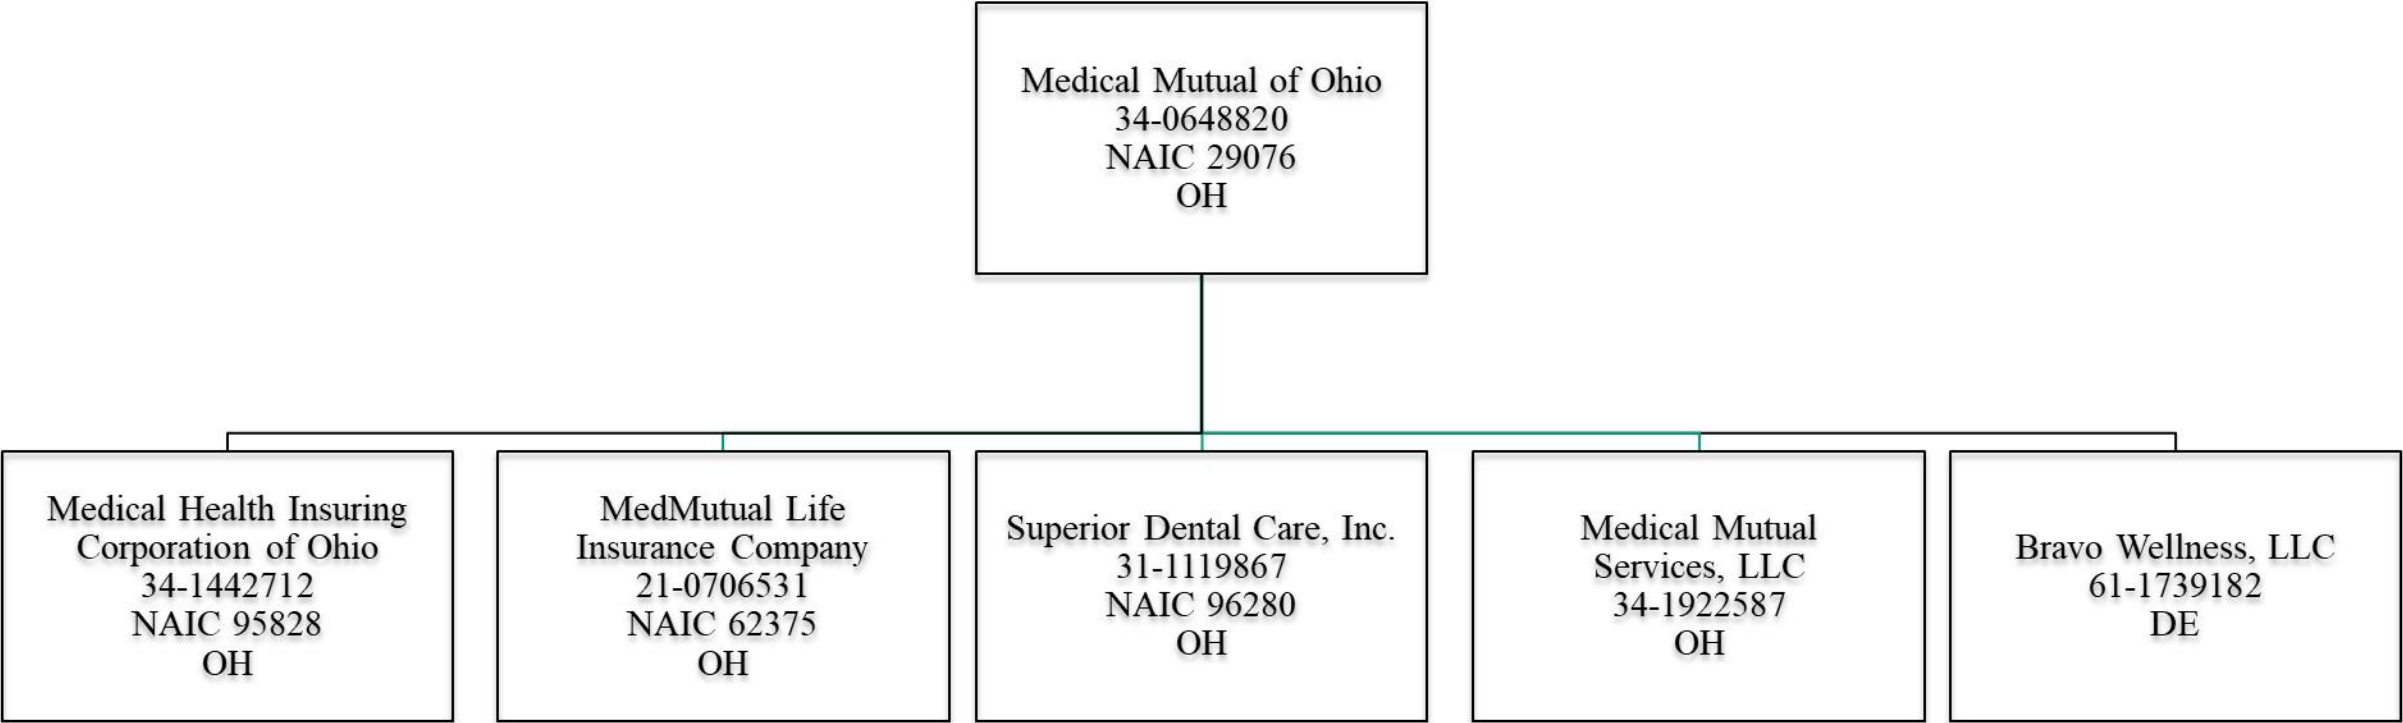 Medical Mutual of Ohio
34-0648820
NAIC 29076
OH
Medical Health Insuring
Corporation of Ohio
34-1442712
NAIC 95828
OH
MedMutual Life
Insurance Company
21-0706531
NAIC 62375
OH
Superior Dental Care, Inc.
31-1119867
NAIC 96280
OH
Medical Mutual
Services, LLC
34-1922587
OH
Bravo Wellness, LLC
61-1739182
DE